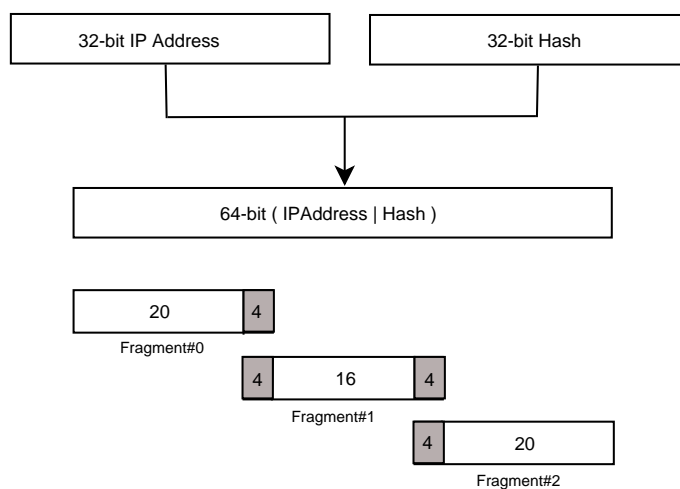 32-bit IP Address
32-bit Hash
64-bit ( IPAddress | Hash )
20
4
Fragment#0
4
16
4
Fragment#1
4
20
Fragment#2